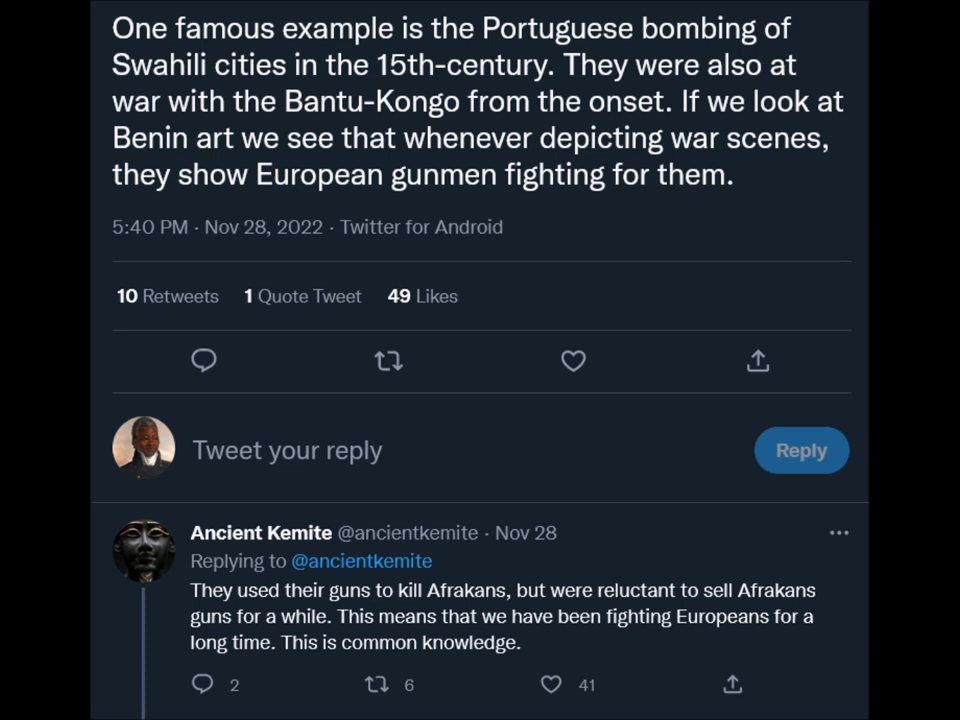 One famous example is the Portuguese bombing of
Swahili cities in the 15th-century. They were also at
war with the Bantu-Kongo from the onset. If we look at
Benin art we see that whenever depicting war scenes,
they show European gunmen fighting for them.
5:40 PM · Nov 28, 2022 · Twitter for Android
10 Retweets 1 Quote Tweet 49 Likes
Tweet your reply
Reply
Ancient Kemite @ancientkemite · Nov 28
Replying to @ancientkemite
They used their guns to kill Afrakans, but were reluctant to sell Afrakans
guns for a while. This means that we have been fighting Europeans for a
long time. This is common knowledge.
2 6 41